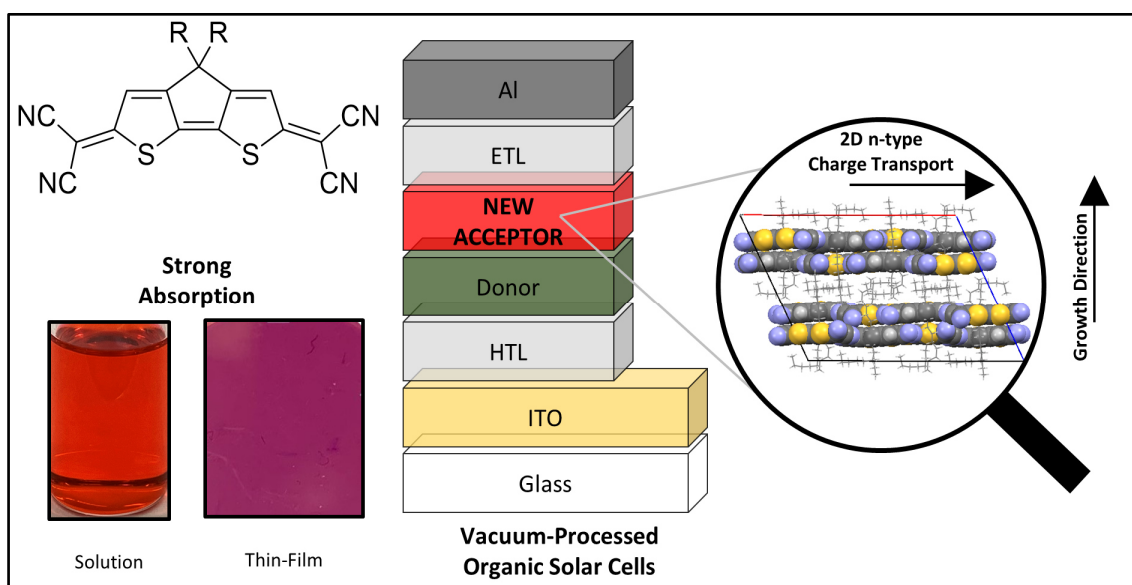 R R
NC
CN
S S
NC
CN
Strong
Absorption
Solution
Thin-Film
Al
ETL
NEW
ACCEPTOR
Donor
HTL
ITO
Glass
Vacuum-Processed
Organic Solar Cells
2D n-type
Charge Transport
Growth Direction